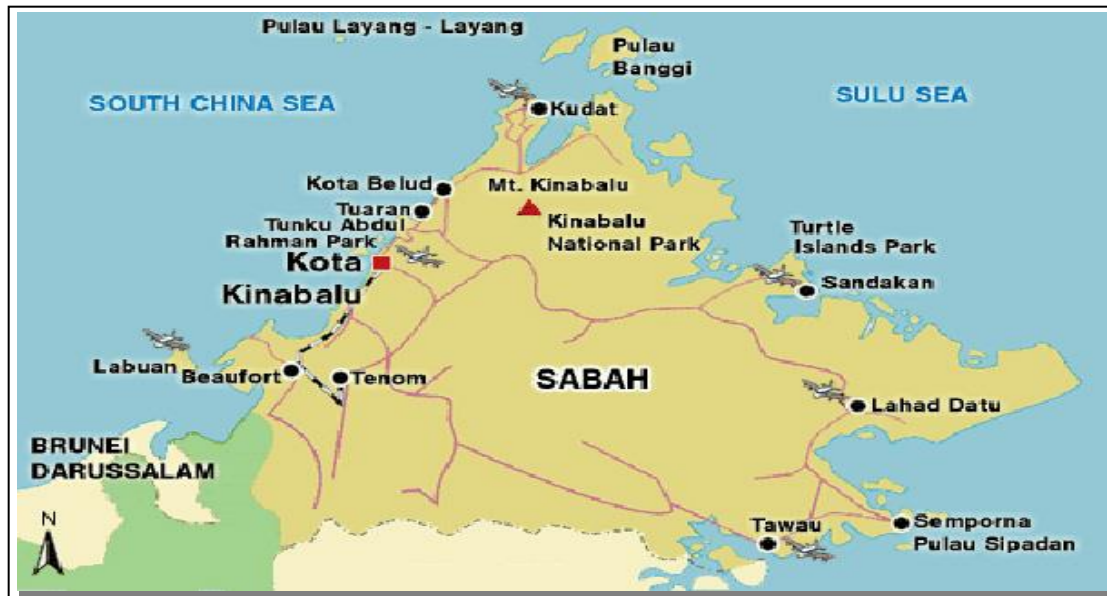 Pulau Layang - Layang
Pulau
Banggi
SOUTH CHINA SEA
SULU SEA
Kudat
Kota Belud
Mt. Kinabalu
Tuaran
Tunku Abdul
Rahman Park
Kinabalu
National Park
Turtle
Islands Park
Kota
Kinabalu
Sandakan
Labuan
Beaufort
Tenom
SABAH
Lahad Datu
BRUNEI
DARUSSALAM
N
Tawau
Semporna
Pulau Sipadan